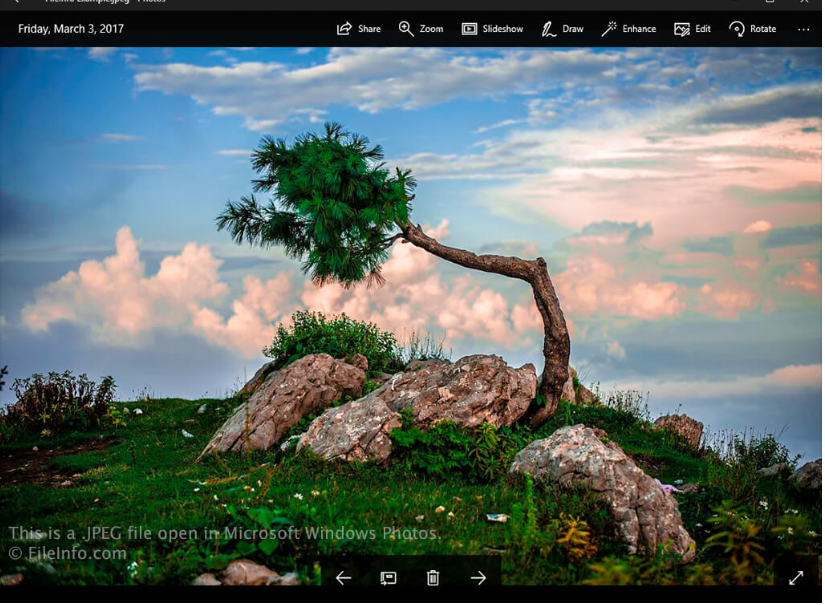 Friday, March 3, 2017
Share
Zoom
Slideshow
Draw
Enhance
Edit
Rotate
This is a .JPEG file open in Microsoft Windows Photos.
© FileInfo.com